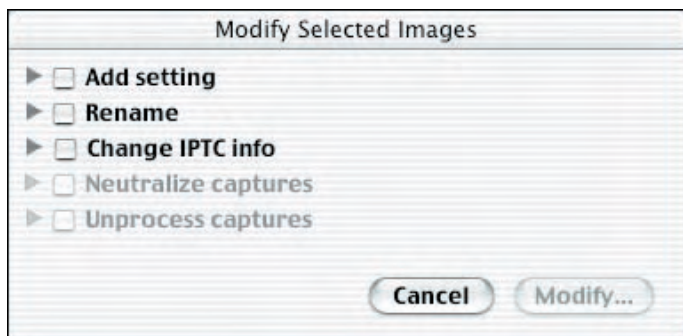 Modify Selected Images
Add setting
Rename
Change IPTC info
Neutralize captures
Unprocess captures
Cancel Modify...